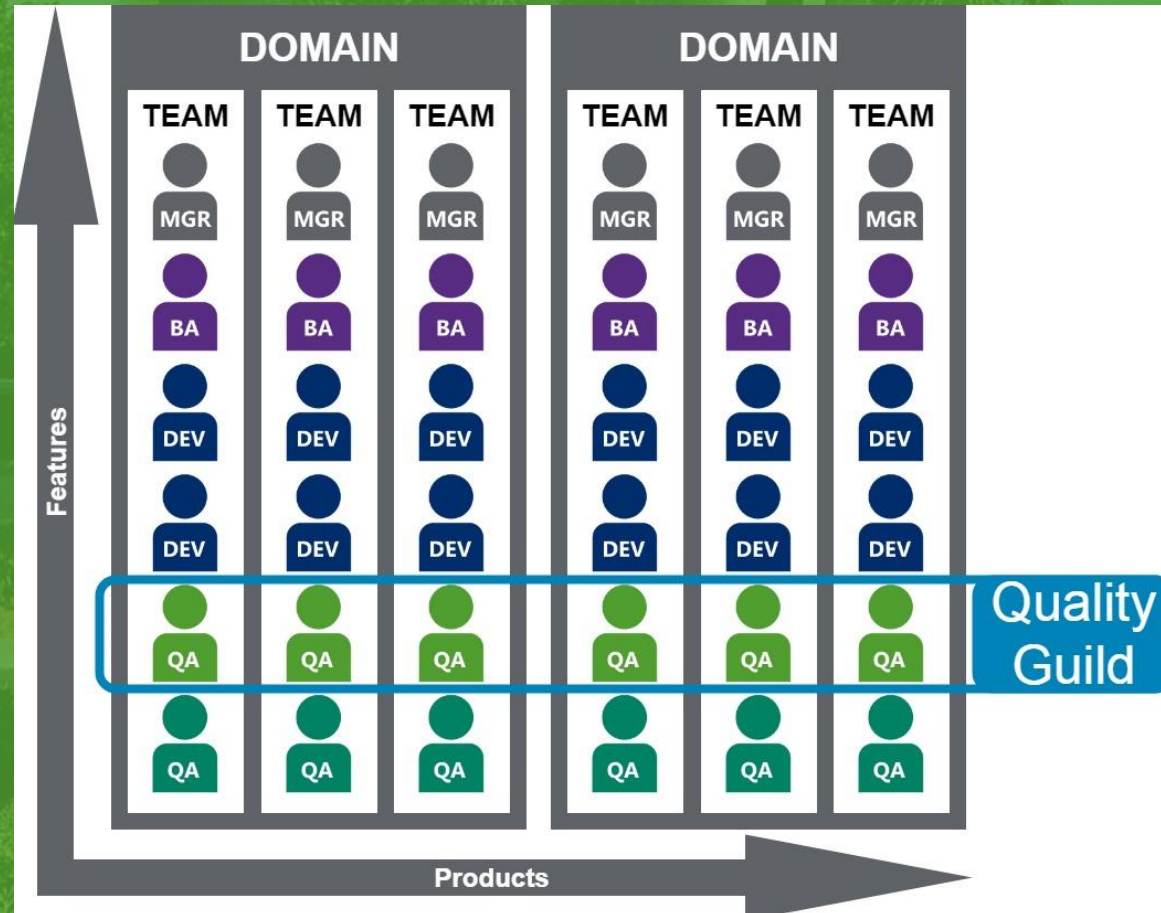 DOMAIN DOMAIN
TEAM TEAM TEAM TEAM TEAM TEAM
MGR MGR MGR MGR MGR MGR
BA BA BA BA BA BA
DEV DEV DEV DEV DEV DEV
DEV DEV DEV DEV DEV DEV
QA QA QA QA QA QA
Quality
Guild
QA QA QA QA QA QA
Features
Products